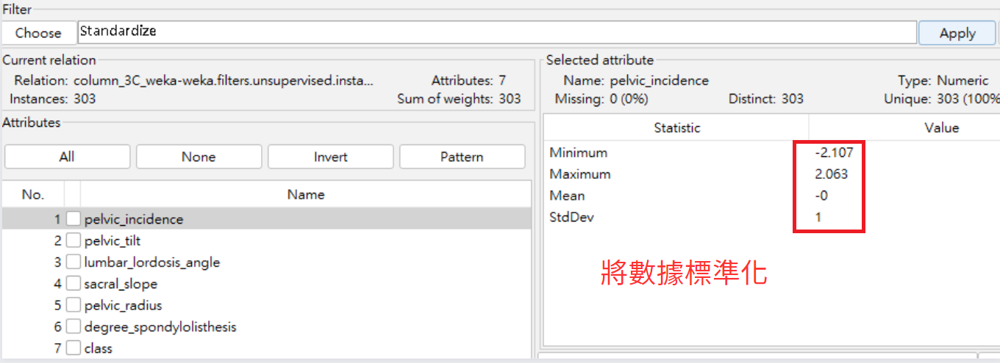 Filter
Choose Standardize Apply
Current relation
Relation: column_3C_weka-weka.filters.unsupervised.insta... Attributes: 7
Instances: 303 Sum of weights: 303
Attributes
All None Invert Pattern
No. Name
1 pelvic_incidence
2 pelvic_tilt
3 lumbar_lordosis_angle
4 sacral_slope
5 pelvic_radius
6 degree_spondylolisthesis
7 class
Selected attribute
Name: pelvic_incidence Type: Numeric
Missing: 0 (0%) Distinct: 303 Unique: 303 (100%
Statistic Value
Minimum -2.107
Maximum 2.063
Mean -0
StdDev 1
將數據標準化